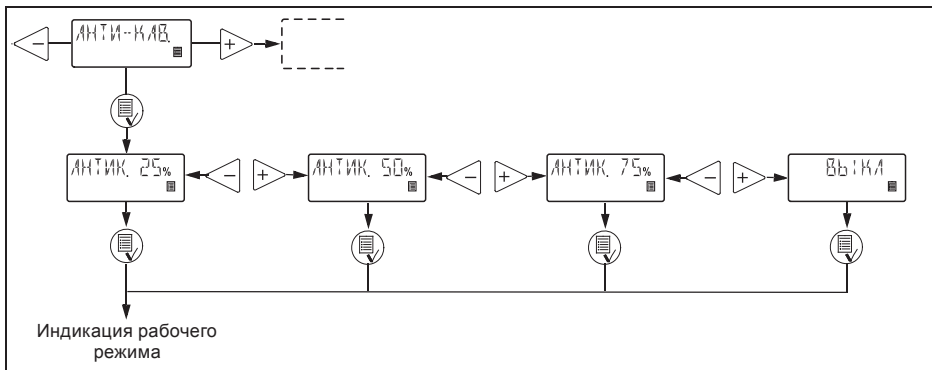 АНТИ-КАВ.
АНТИК. 25%
АНТИК. 50%
АНТИК. 75%
ВЫКЛ
Индикация рабочего
режима